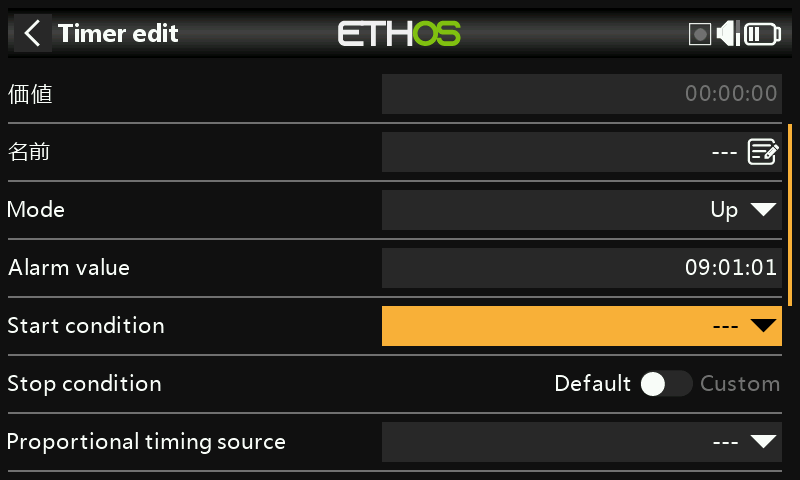 Timer edit
ETHOS
価値 00:00:00
名前 ---
Mode Up
Alarm value 09:01:01
Start condition ---
Stop condition Default Custom
Proportional timing source ---